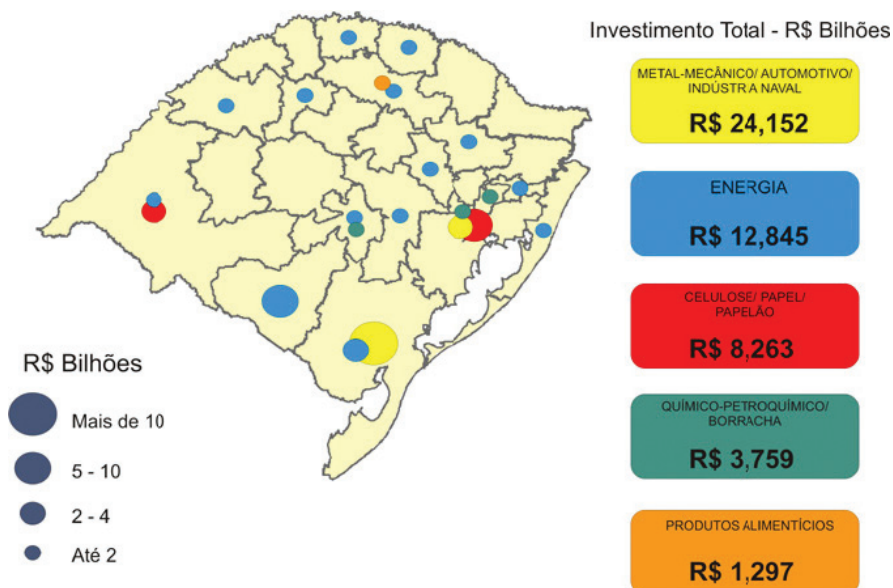 Investimento Total - R$ Bilhões
METAL-MECÂNICO/ AUTOMOTIVO/
INDÚSTRIA NAVAL
R$ 24,152
ENERGIA
R$ 12,845
CELULOSE/ PAPEL/
PAPELÃO
R$ 8,263
QUÍMICO-PETROQUÍMICO/
BORRACHA
R$ 3,759
PRODUTOS ALIMENTÍCIOS
R$ 1,297
R$ Bilhões
Mais de 10
5 - 10
2 - 4
Até 2